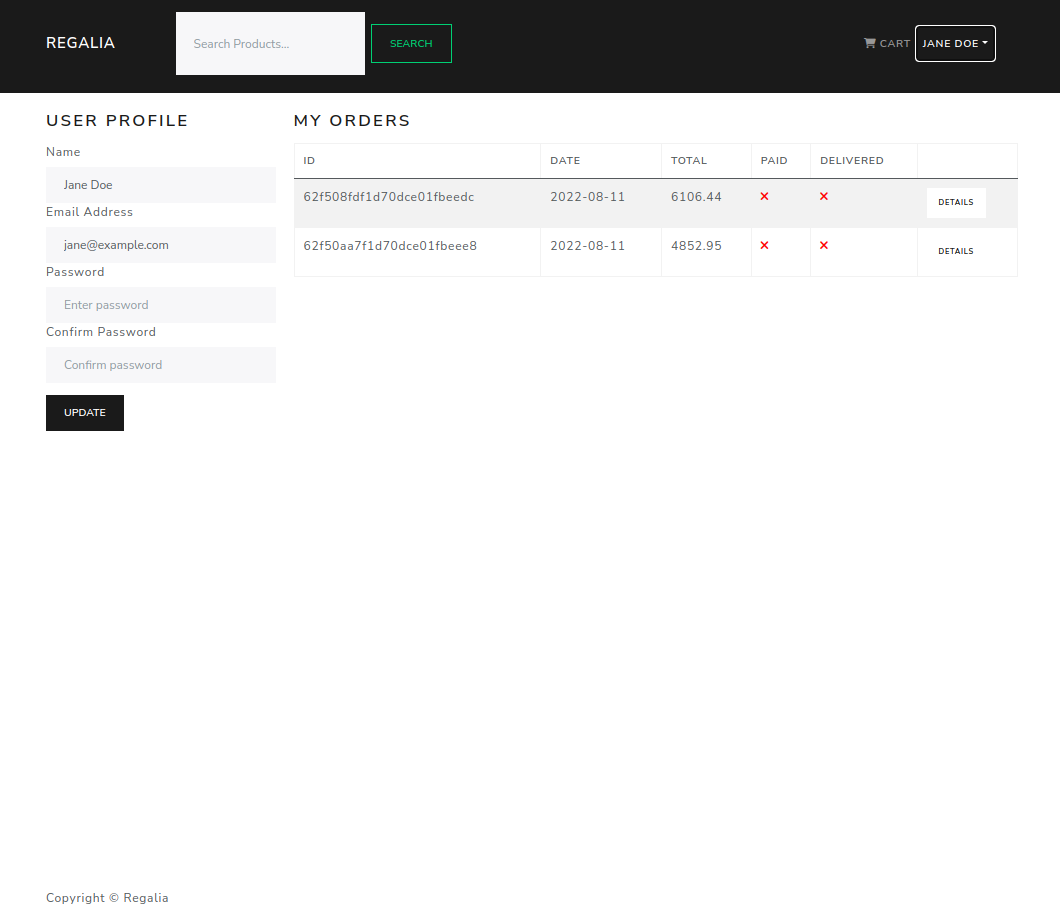 REGALIA
Search Products...
SEARCH
CART
JANE DOE
USER PROFILE
Name
Jane Doe
Email Address
jane@example.com
Password
Enter password
Confirm Password
Confirm password
UPDATE
MY ORDERS
ID DATE TOTAL PAID DELIVERED
62f508fdf1d70dce01fbeedc 2022-08-11 6106.44 DETAILS
62f50aa7f1d70dce01fbeee8 2022-08-11 4852.95 DETAILS
Copyright © Regalia